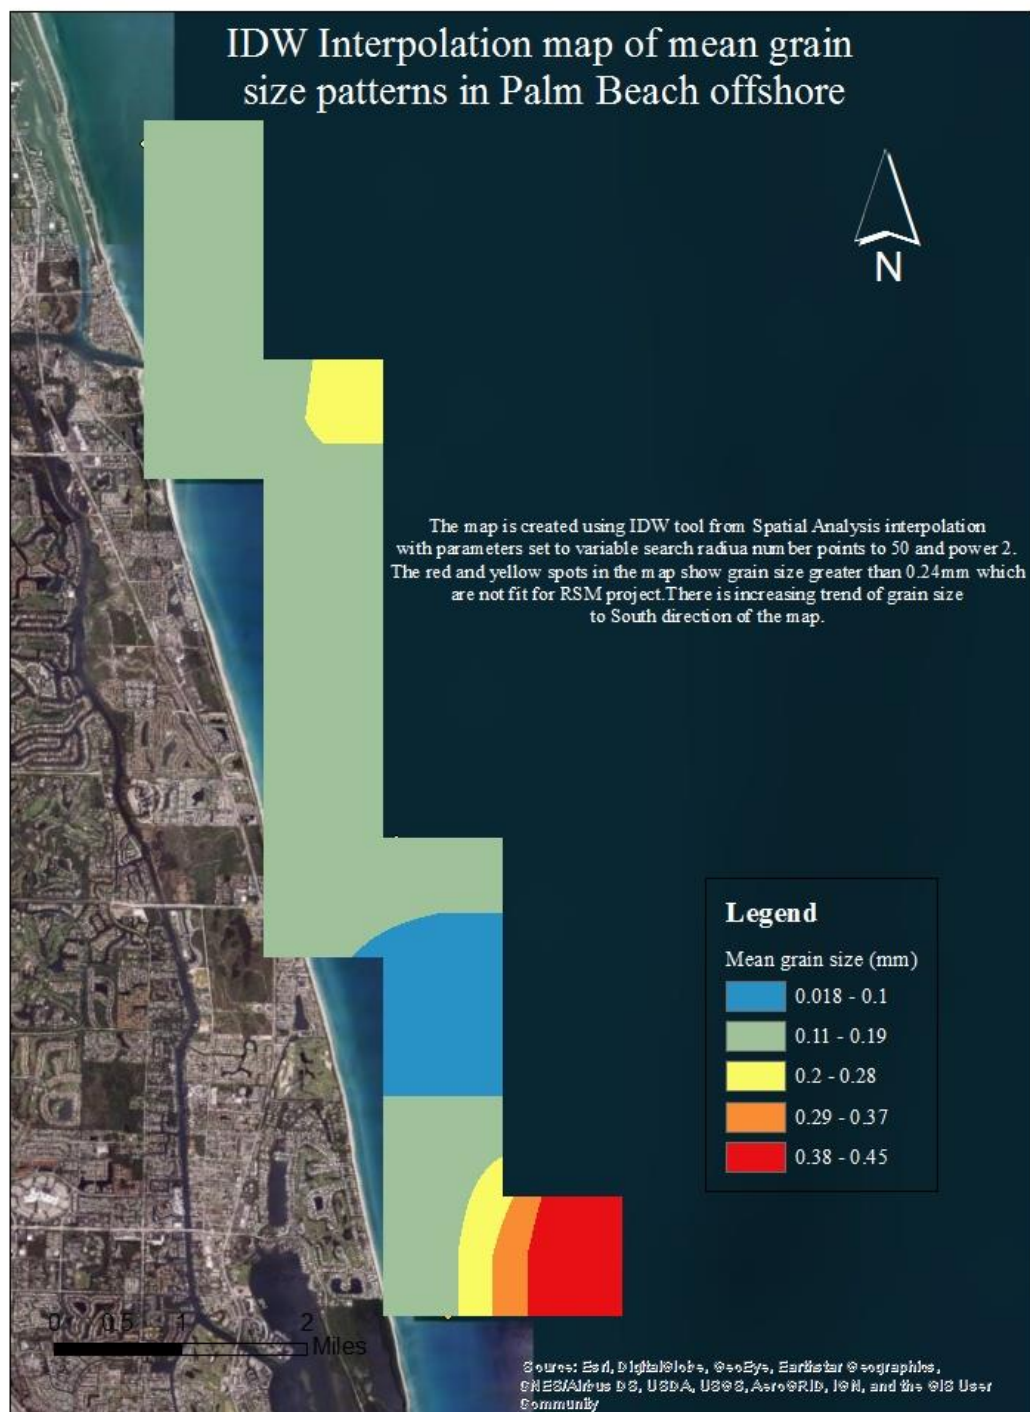 IDW Interpolation map of mean grain
size patterns in Palm Beach offshore
N
The map is created using IDW tool from Spatial Analysis interpolation
with parameters set to variable search radiua number points to 50 and power 2.
The red and yellow spots in the map show grain size greater than 0.24mm which
are not fit for RSM project.There is increasing trend of grain size
to South direction of the map.
Legend
Mean grain size (mm)
0.018 - 0.1
0.11 - 0.19
0.2 - 0.28
0.29 - 0.37
0.38 - 0.45
0 0.5 1 2
Miles
Source: Esri, DigitalGlobe, GeoEye, Earthstar Geographics,
CNES/Airbus DS, USDA, USGS, AeroGRID, IGN, and the GIS User
Community